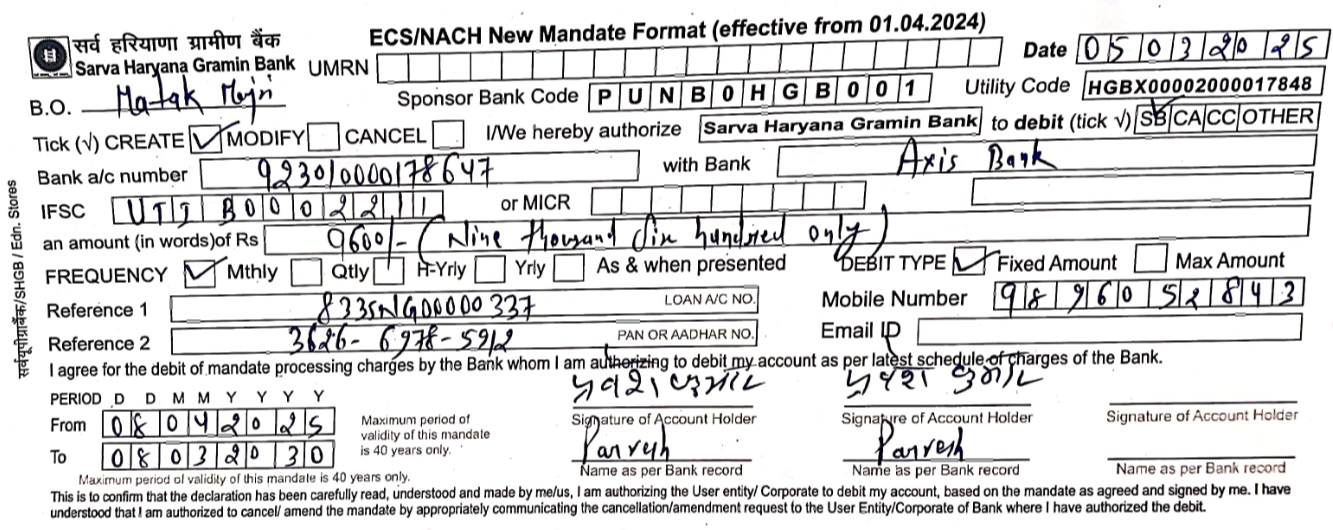 ECS/NACH New Mandate Format (effective from 01.04.2024)
सर्व हरियाणा ग्रामीण बैंक
Sarva Haryana Gramin Bank UMRN Date 05032025
B.O. Sponsor Bank Code PUNB0HGB001 Utility Code HGBX00002000017848
Tick (√) CREATE ✓ MODIFY CANCEL I/We hereby authorize Sarva Haryana Gramin Bank to debit (tick √) SB CA CC OTHER
Bank a/c number 923010000178647 with Bank Axis Bank
IFSC UTIB0002211 or MICR
an amount (in words)of Rs 9600/- (Nine thousand Six hundred only)
FREQUENCY ✓ Mthly Qtly H-Yrly Yrly As & when presented DEBIT TYPE ✓ Fixed Amount Max Amount
Reference 1 8335NG00000337 LOAN A/C NO. Mobile Number 9896052843
Reference 2 3626-6978-5912 PAN OR AADHAR NO. Email ID
I agree for the debit of mandate processing charges by the Bank whom I am authorizing to debit my account as per latest schedule of charges of the Bank.
PERIOD D D M M Y Y Y Y
From 08042025 Maximum period of validity of this mandate is 40 years only. Signature of Account Holder Signature of Account Holder Signature of Account Holder
To 08032030 Parvesh Parvesh
Name as per Bank record Name as per Bank record Name as per Bank record
Maximum period of validity of this mandate is 40 years only.
This is to confirm that the declaration has been carefully read, understood and made by me/us, I am authorizing the User entity/ Corporate to debit my account, based on the mandate as agreed and signed by me. I have
understood that I am authorized to cancel/ amend the mandate by appropriately communicating the cancellation/amendment request to the User Entity/Corporate of Bank where I have authorized the debit.
/SHGB / Edn. Stores